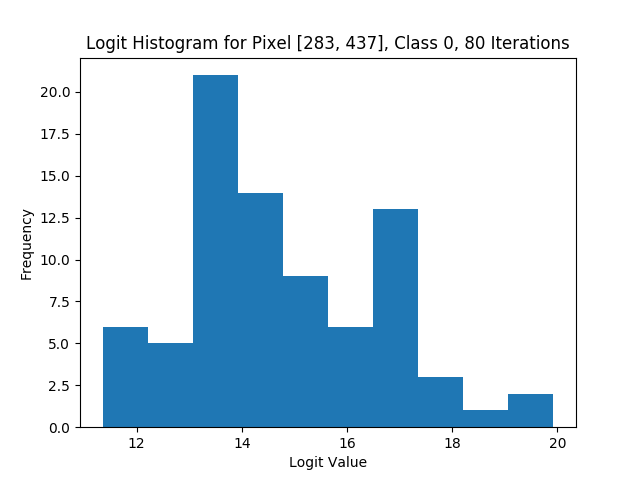 Logit Histogram for Pixel [283, 437], Class 0, 80 Iterations
20.0
17.5
15.0
12.5
10.0
7.5
5.0
2.5
0.0
Frequency
12 14 16 18 20
Logit Value